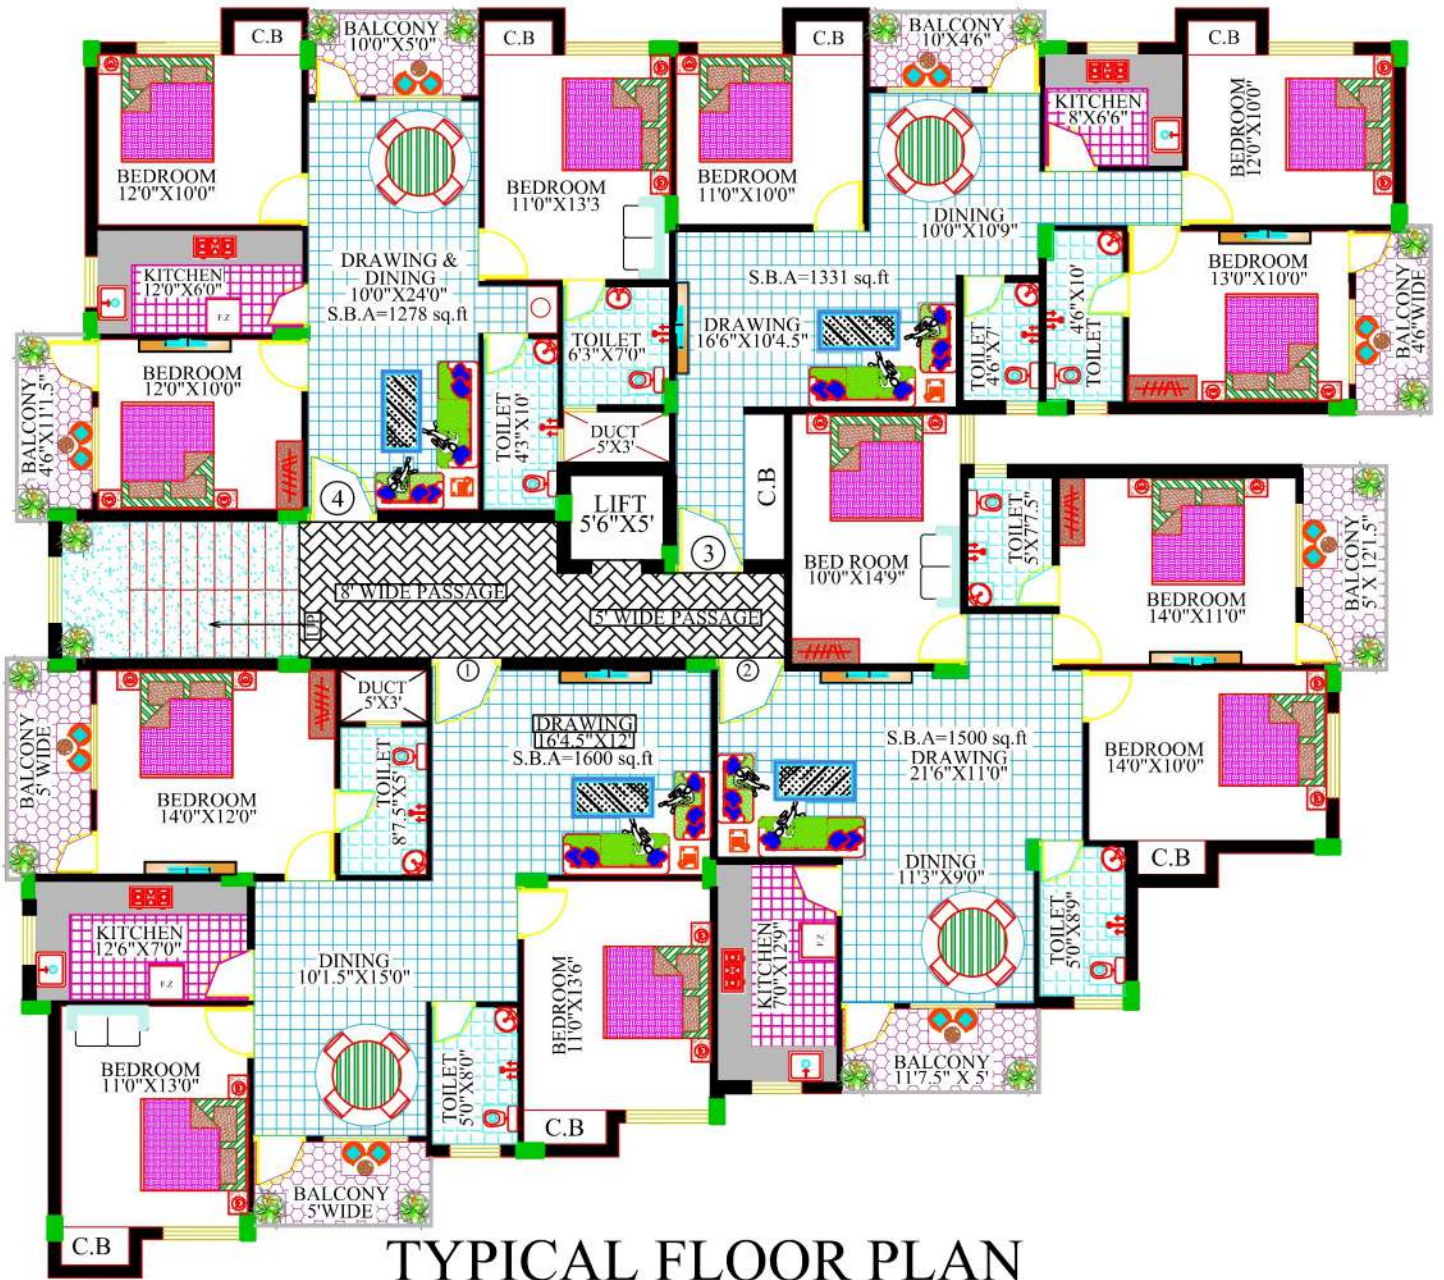 C.B
BALCONY
10'0"X5'0"
C.B
C.B
BALCONY
10'X4'6"
C.B
BEDROOM
12'0"X10'0"
BEDROOM
11'0"X13'3
BEDROOM
11'0"X10'0"
KITCHEN
8'X6'6"
BEDROOM
12'0"X10'0"
DRAWING &
DINING
10'0"X24'0"
S.B.A=1278 sq.ft
KITCHEN
12'0"X6'0"
F.Z
DINING
10'0"X10'9"
S.B.A=1331 sq.ft
DRAWING
16'6"X10'4.5"
TOILET
4'6"X7'
4'6"X10'
TOILET
BEDROOM
13'0"X10'0"
BALCONY
4'6"WIDE
BALCONY
4'6"X11'1.5"
BEDROOM
12'0"X10'0"
TOILET
6'3"X7'0"
TOILET
4'3"X10'
DUCT
5'X3'
LIFT
5'6"X5'
4
C.B
3
BED ROOM
10'0"X14'9"
TOILET
5'X7'7.5"
BEDROOM
14'0"X11'0"
BALCONY
5' X 12'1.5"
8' WIDE PASSAGE
5' WIDE PASSAGE
UP
1
2
BALCONY
5' WIDE
BEDROOM
14'0"X12'0"
DUCT
5'X3'
TOILET
8'7.5"X5'
DRAWING
16'4.5"X12'
S.B.A=1600 sq.ft
S.B.A=1500 sq.ft
DRAWING
21'6"X11'0"
BEDROOM
14'0"X10'0"
C.B
DINING
11'3"X9'0"
TOILET
5'0"X8'9"
KITCHEN
7'0"X12'9"
F.Z
KITCHEN
12'6"X7'0"
F.Z
DINING
10'1.5"X15'0"
BEDROOM
11'0"X13'6"
BEDROOM
11'0"X13'0"
TOILET
5'0"X8'0"
BALCONY
11'7.5" X 5'
C.B
BALCONY
5'WIDE
C.B
TYPICAL FLOOR PLAN